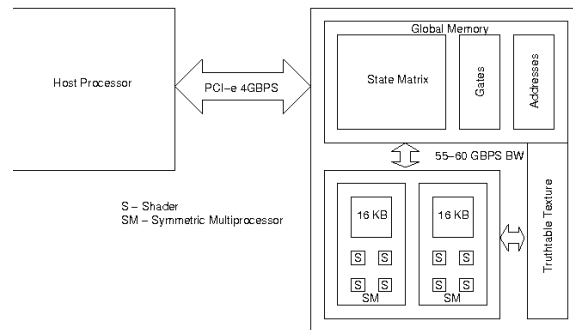 Global Memory
Host Processor
State Matrix
Gates
Addresses
PCI–e 4GBPS
55–60 GBPS BW
S – Shader
SM – Symmetric Multiprocessor
16 KB
16 KB
S S
S S
S S
S S
SM
SM
Truthtable Texture